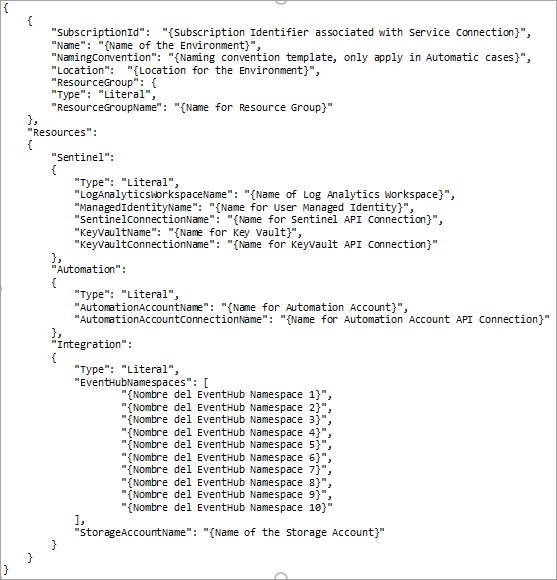 {
    {
        "SubscriptionId":  "{Subscription Identifier associated with Service Connection}",
        "Name": "{Name of the Environment}",
        "NamingConvention": "{Naming convention template, only apply in Automatic cases}",
        "Location":  "{Location for the Environment}",
        "ResourceGroup": {
        "Type": "Literal",
        "ResourceGroupName": "{Name for Resource Group}"
    },
    "Resources":
    {
        "Sentinel":
        {
            "Type": "Literal",
            "LogAnalyticsWorkspaceName": "{Name of Log Analytics Workspace}",
            "ManagedIdentityName": "{Name for User Managed Identity}",
            "SentinelConnectionName": "{Name for Sentinel API Connection}",
            "KeyVaultName": "{Name for Key Vault}",
            "KeyVaultConnectionName": "{Name for KeyVault API Connection}"
        },
        "Automation":
        {
            "Type": "Literal",
            "AutomationAccountName": "{Name for Automation Account}",
            "AutomationAccountConnectionName": "{Name for Automation Account API Connection}"
        },
        "Integration":
        {
            "Type": "Literal",
            "EventHubNamespaces": [
                    "{Nombre del EventHub Namespace 1}",
                    "{Nombre del EventHub Namespace 2}",
                    "{Nombre del EventHub Namespace 3}",
                    "{Nombre del EventHub Namespace 4}",
                    "{Nombre del EventHub Namespace 5}",
                    "{Nombre del EventHub Namespace 6}",
                    "{Nombre del EventHub Namespace 7}",
                    "{Nombre del EventHub Namespace 8}",
                    "{Nombre del EventHub Namespace 9}",
                    "{Nombre del EventHub Namespace 10}"
            ],
            "StorageAccountName": "{Name of the Storage Account}"
        }
    }
}